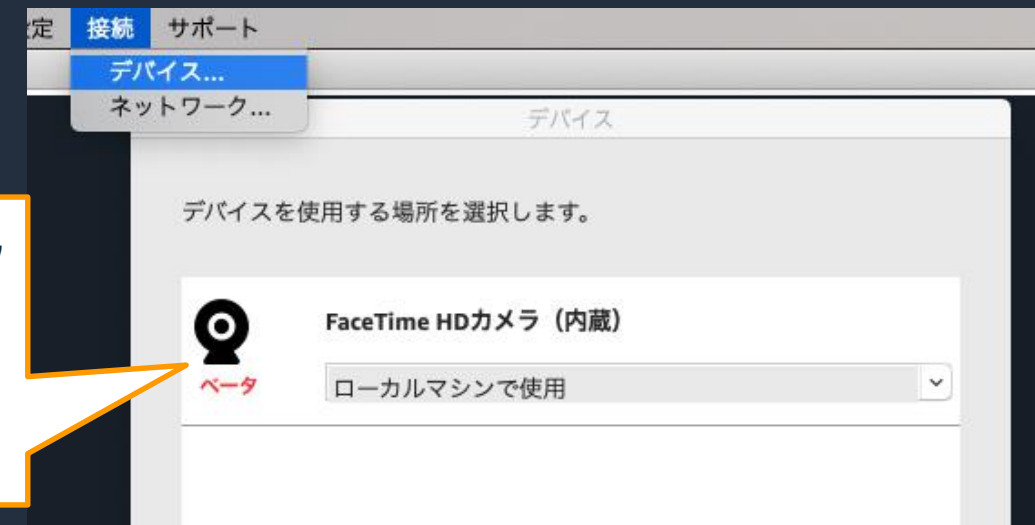 定 接続 サポート
デバイス...
ネットワーク...
デバイス
デバイスを使用する場所を選択します。
FaceTime HDカメラ（内蔵）
ベータ
ローカルマシンで使用